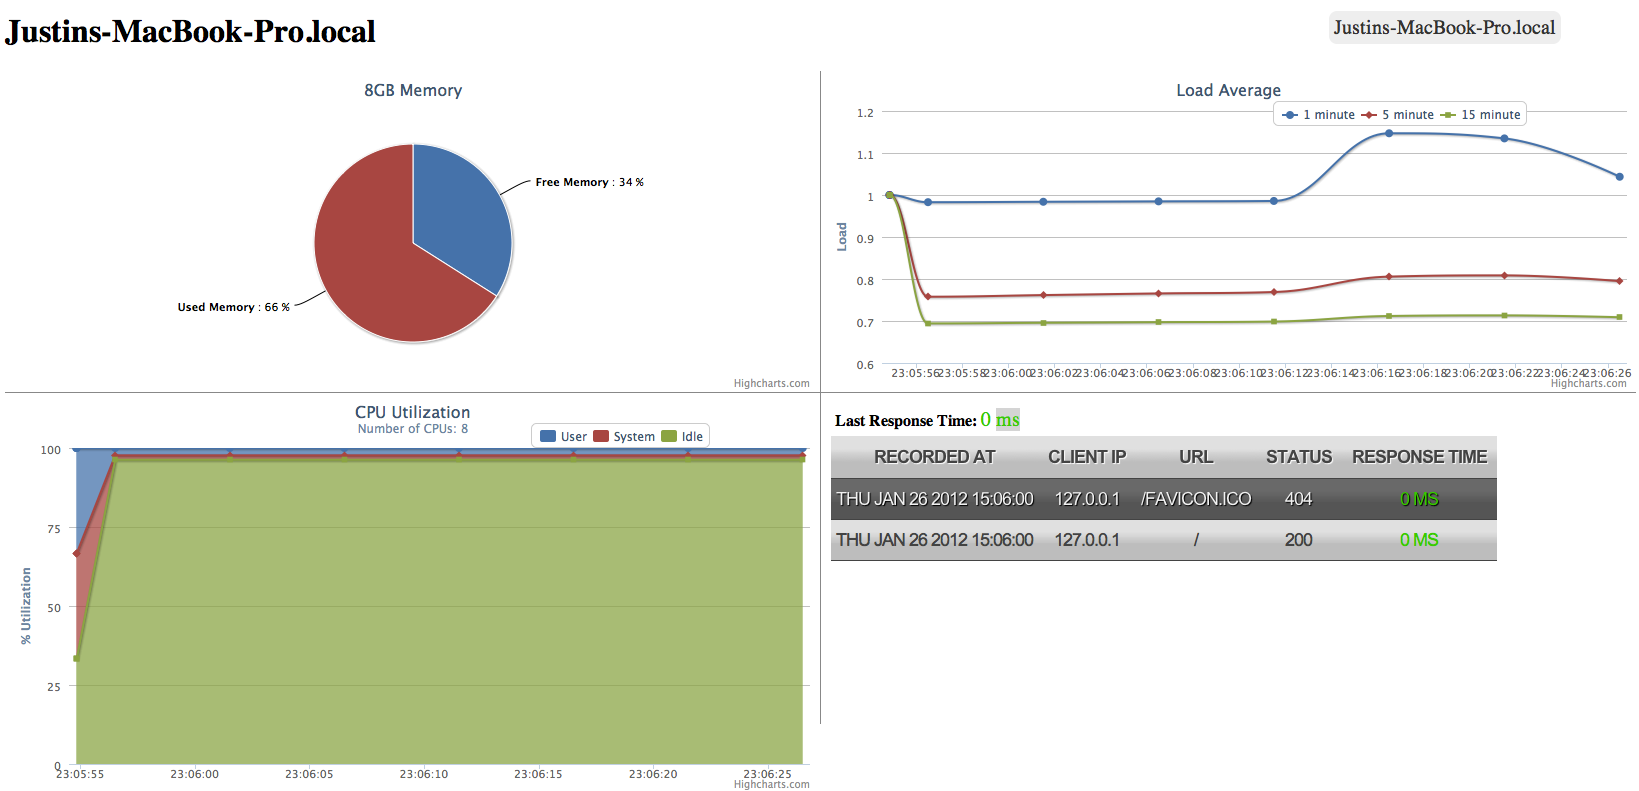 Justins-MacBook-Pro.local
Justins-MacBook-Pro.local
8GB Memory
Free Memory : 34 %
Used Memory : 66 %
Highcharts.com
Load Average
1 minute 5 minute 15 minute
1.2
1.1
1
0.9
0.8
0.7
0.6
Load
23:05:56 23:05:58 23:06:00 23:06:02 23:06:04 23:06:06 23:06:08 23:06:10 23:06:12 23:06:14 23:06:16 23:06:18 23:06:20 23:06:22 23:06:24 23:06:26
Highcharts.com
CPU Utilization
Number of CPUs: 8
User System Idle
100
75
50
25
0
% Utilization
23:05:55 23:06:00 23:06:05 23:06:10 23:06:15 23:06:20 23:06:25
Highcharts.com
Last Response Time: 0 ms
RECORDED AT CLIENT IP URL STATUS RESPONSE TIME
THU JAN 26 2012 15:06:00 127.0.0.1 /FAVICON.ICO 404 0 MS
THU JAN 26 2012 15:06:00 127.0.0.1 / 200 0 MS